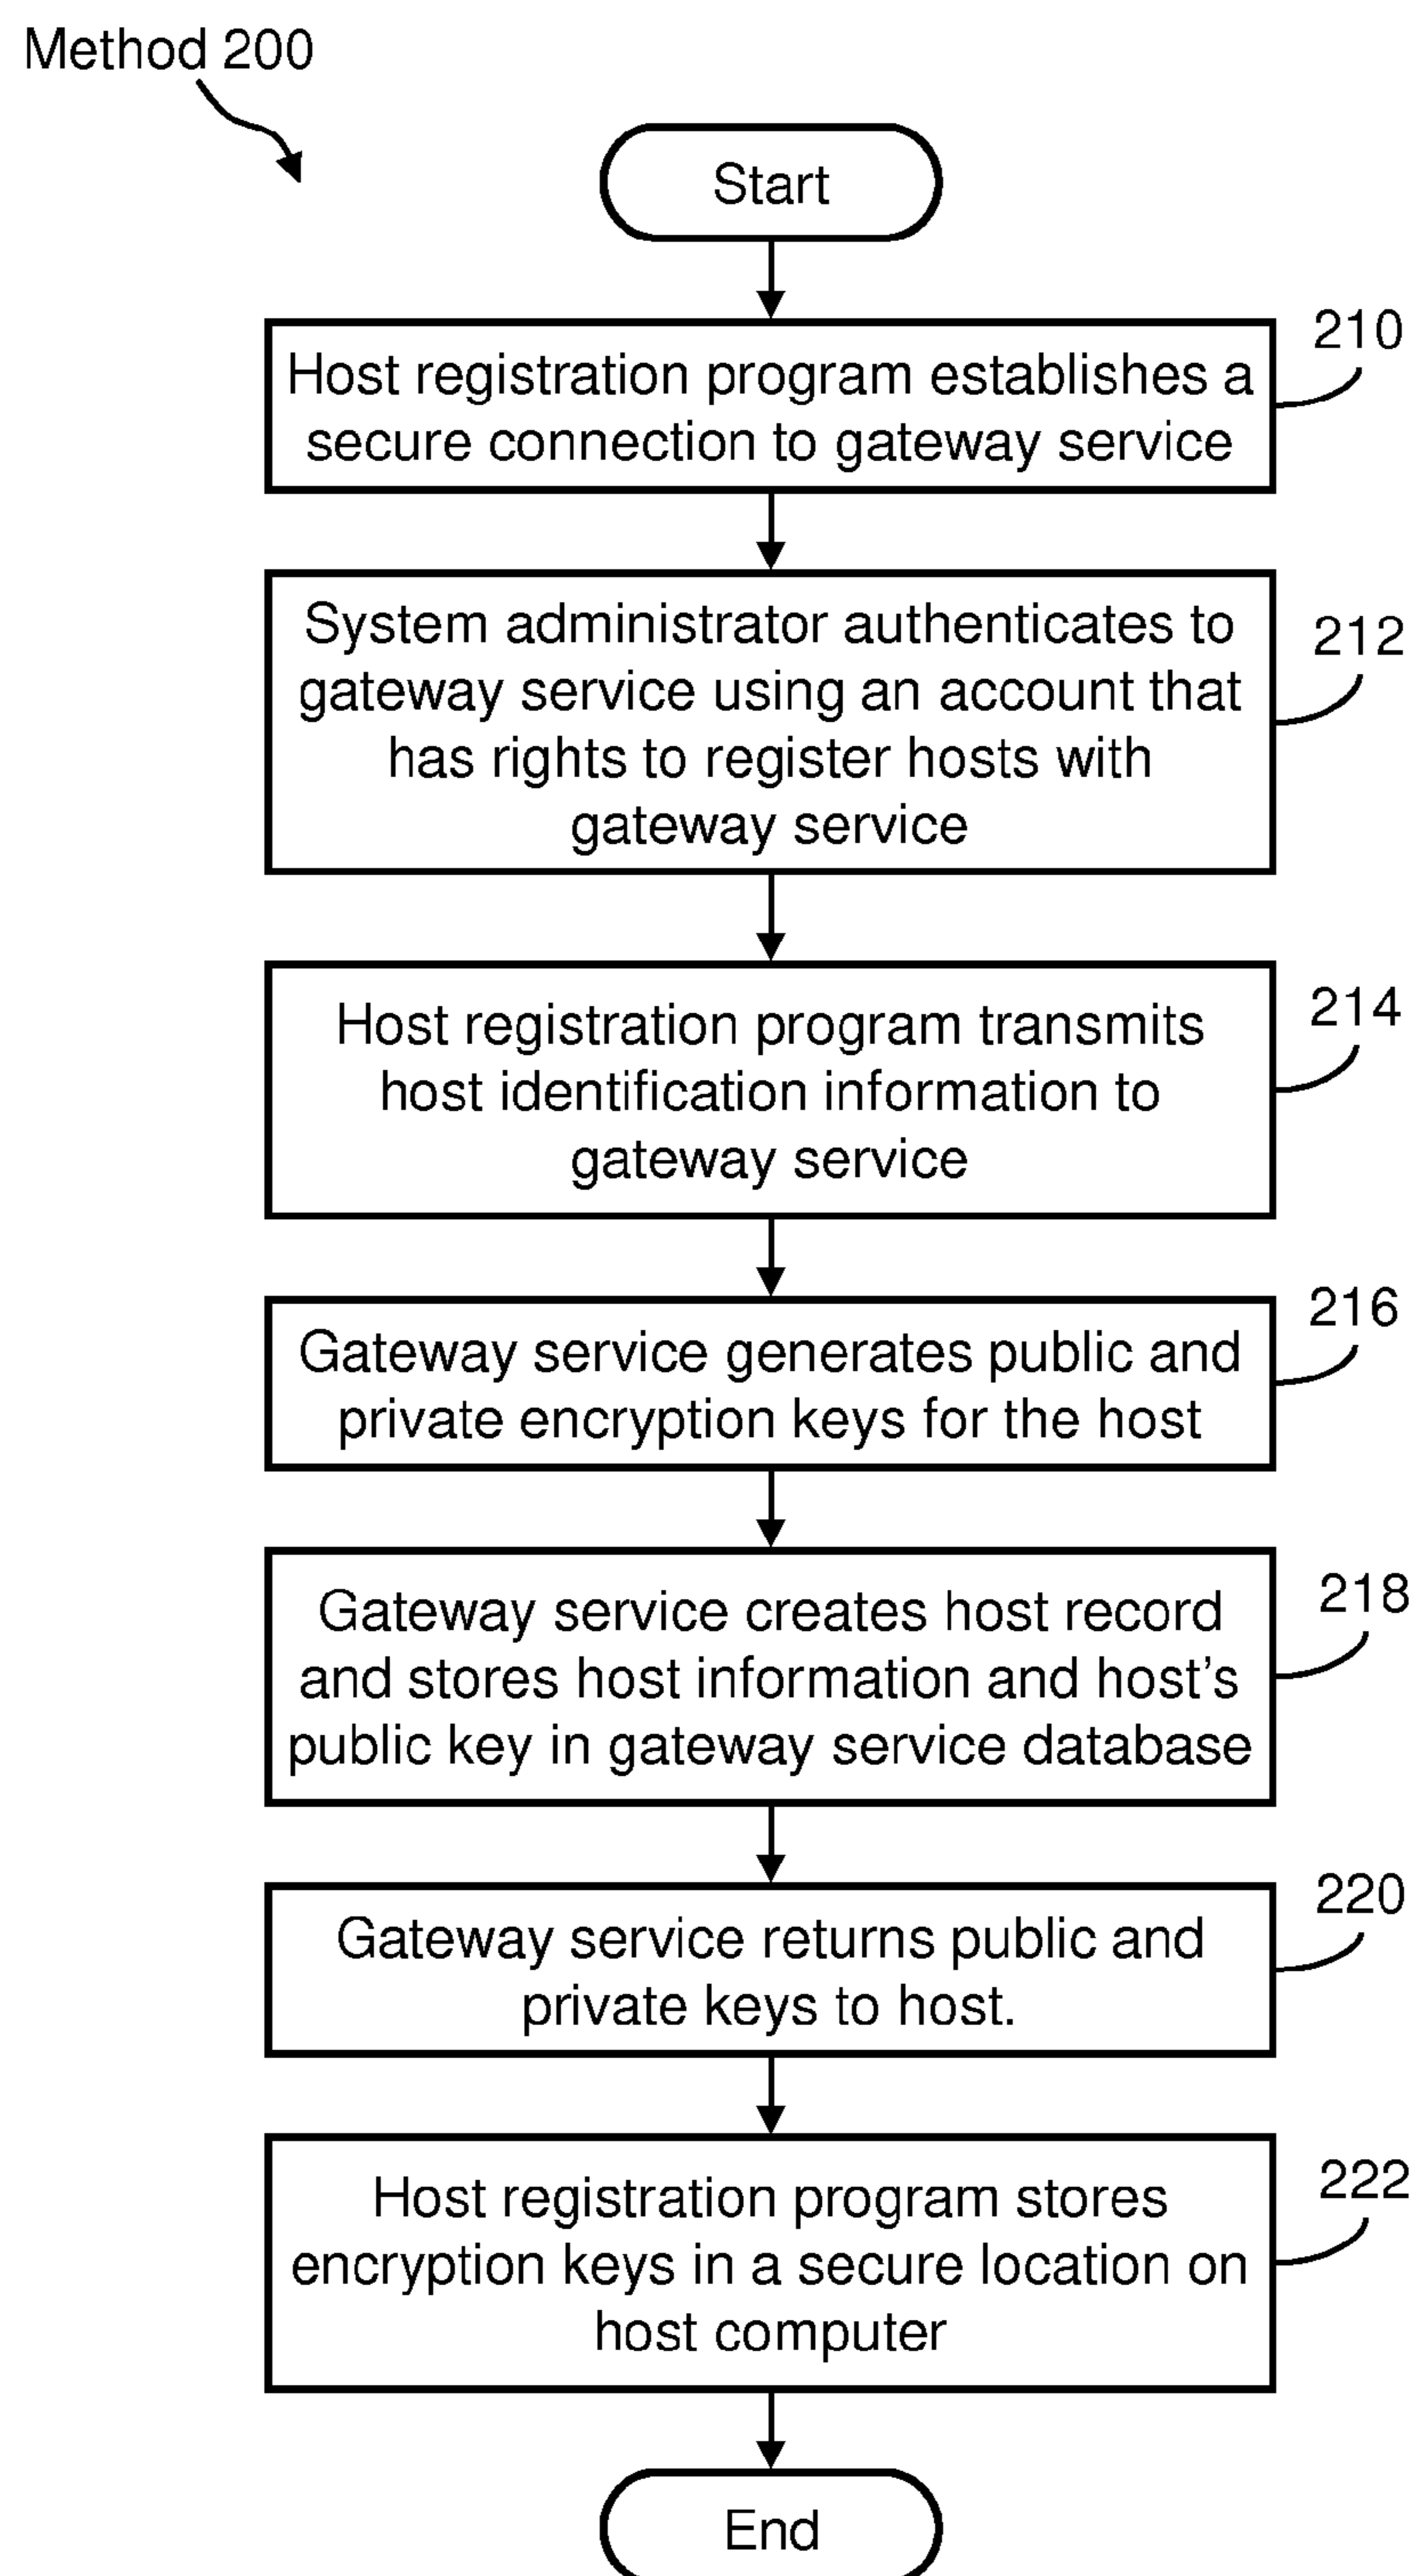 Method 200
Start
210
Host registration program establishes a
secure connection to gateway service
212
System administrator authenticates to
gateway service using an account that
has rights to register hosts with
gateway service
214
Host registration program transmits
host identification information to
gateway service
216
Gateway service generates public and
private encryption keys for the host
218
Gateway service creates host record
and stores host information and host’s
public key in gateway service database
220
Gateway service returns public and
private keys to host.
222
Host registration program stores
encryption keys in a secure location on
host computer
End